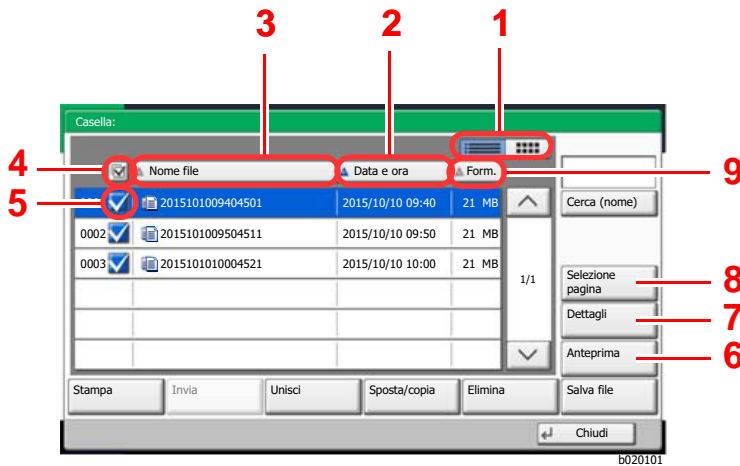 3 2 1
Casella:
4 Nome file Data e ora Form. 9
5 2015101009404501 2015/10/10 09:40 21 MB Cerca (nome)
0002 2015101009504511 2015/10/10 09:50 21 MB
0003 2015101010004521 2015/10/10 10:00 21 MB
1/1
Selezione
pagina 8
Dettagli 7
Anteprima 6
Stampa Invia Unisci Sposta/copia Elimina Salva file
Chiudi
b020101